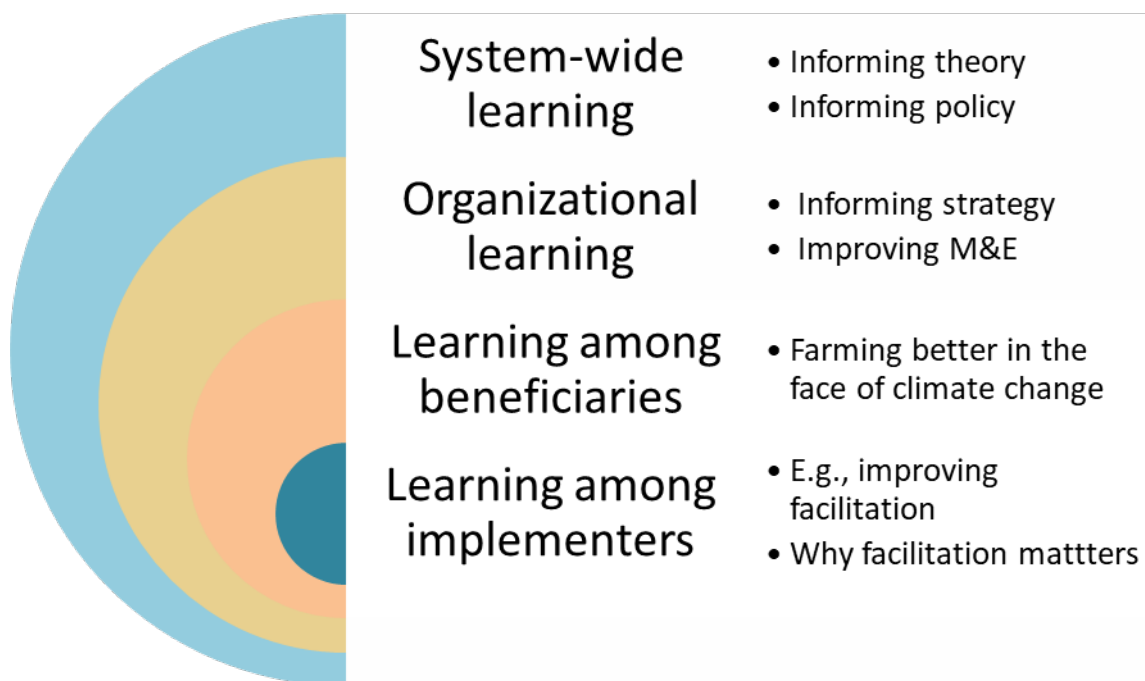 System-wide
learning
• Informing theory
• Informing policy
Organizational
learning
• Informing strategy
• Improving M&E
Learning among
beneficiaries
• Farming better in the
face of climate change
Learning among
implementers
• E.g., improving
facilitation
• Why facilitation mattters